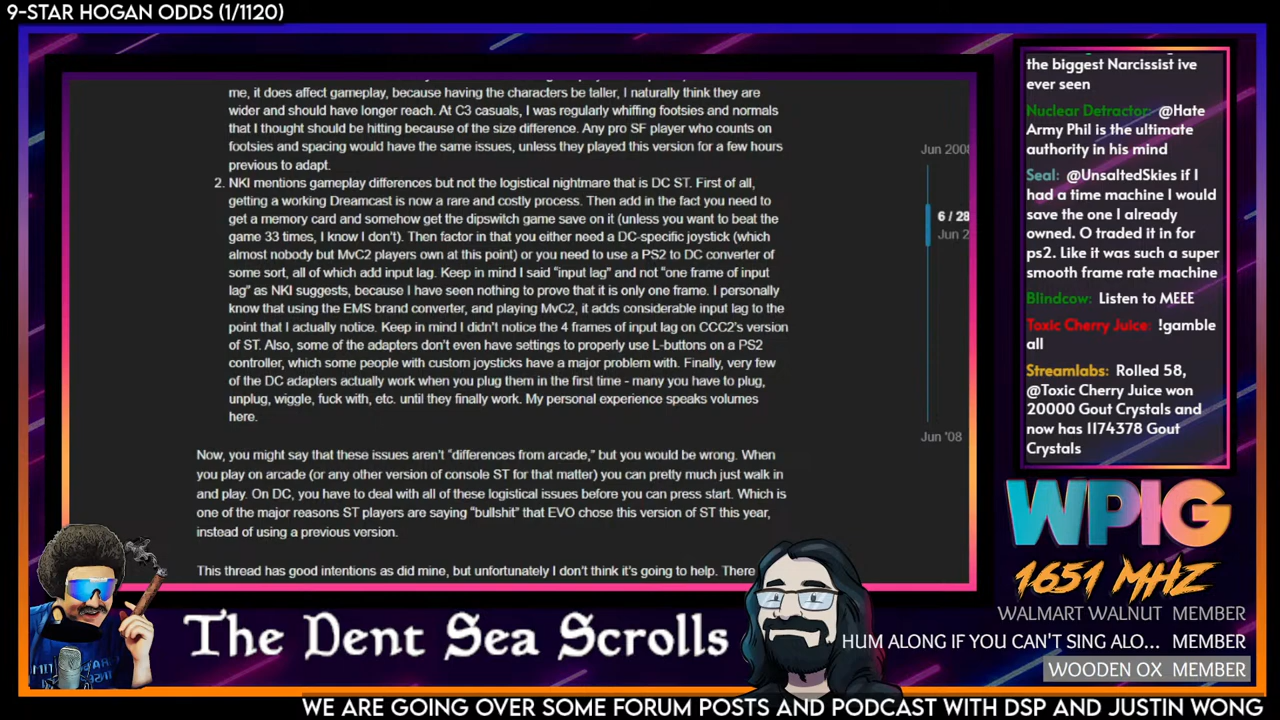 9-STAR HOGAN ODDS (1/1120)
me, it does affect gameplay, because having the characters be taller, I naturally think they are
wider and should have longer reach. At C3 casuals, I was regularly whiffing footsies and normals
that I thought should be hitting because of the size difference. Any pro SF player who counts on
footsies and spacing would have the same issues, unless they played this version for a few hours
previous to adapt.
2. NKI mentions gameplay differences but not the logistical nightmare that is DC ST. First of all,
getting a working Dreamcast is now a rare and costly process. Then add in the fact you need to
get a memory card and somehow get the dipswitch game save on it (unless you want to beat the
game 33 times, I know I don't). Then factor in that you either need a DC-specific joystick (which
almost nobody but MvC2 players own at this point) or you need to use a PS2 to DC converter of
some sort, all of which add input lag. Keep in mind I said "input lag" and not "one frame of input
lag" as NKI suggests, because I have seen nothing to prove that it is only one frame. I personally
know that using the EMS brand converter, and playing MvC2, it adds considerable input lag to the
point that I actually notice. Keep in mind I didn't notice the 4 frames of input lag on CCC2's version
of ST. Also, some of the adapters don't even have settings to properly use L-buttons on a PS2
controller, which some people with custom joysticks have a major problem with. Finally, very few
of the DC adapters actually work when you plug them in the first time - many you have to plug,
unplug, wiggle, fuck with, etc. until they finally work. My personal experience speaks volumes
here.
Now, you might say that these issues aren't "differences from arcade," but you would be wrong. When
you play on arcade (or any other version of console ST for that matter) you can pretty much just walk in
and play. On DC, you have to deal with all of these logistical issues before you can press start. Which is
one of the major reasons ST players are saying "bullshit" that EVO chose this version of ST this year,
instead of using a previous version.
This thread has good intentions as did mine, but unfortunately I don't think it's going to help. There
Jun 2008
6 / 28
Jun 2
Jun '08
the biggest Narcissist ive
ever seen
Nuclear Detractor: @Hate
Army Phil is the ultimate
authority in his mind
Seal: @UnsaltedSkies if I
had a time machine I would
save the one I already
owned. O traded it in for
ps2. Like it was such a super
smooth frame rate machine
Blindcow: Listen to MEEE
Toxic Cherry Juice: !gamble
all
Streamlabs: Rolled 58,
@Toxic Cherry Juice won
20000 Gout Crystals and
now has 1174378 Gout
Crystals
WPIG
1651 MHZ
WALMART WALNUT MEMBER
HUM ALONG IF YOU CAN'T SING ALO... MEMBER
WOODEN OX MEMBER
The Dent Sea Scrolls
WE ARE GOING OVER SOME FORUM POSTS AND PODCAST WITH DSP AND JUSTIN WONG